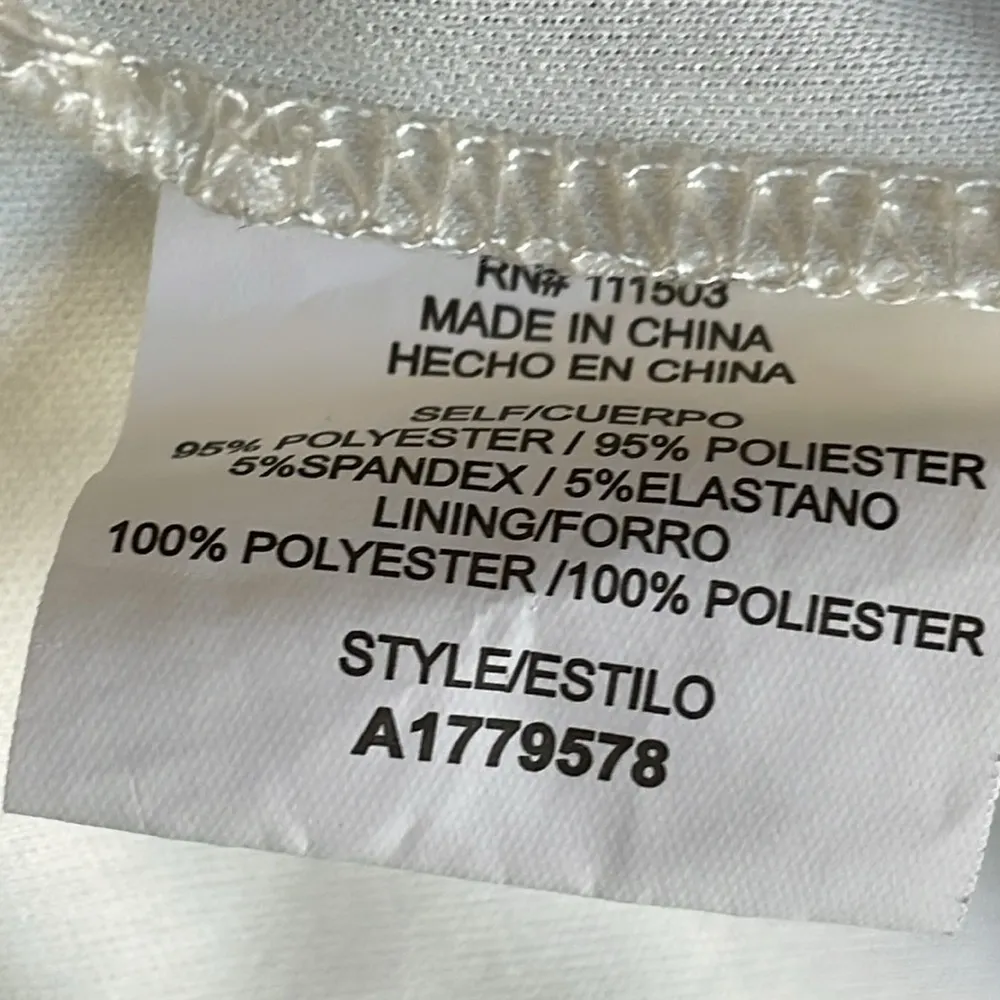 RN# 111503
MADE IN CHINA
HECHO EN CHINA
SELF/CUERPO
95% POLYESTER / 95% POLIESTER
5%SPANDEX / 5%ELASTANO
LINING/FORRO
100% POLYESTER /100% POLIESTER
STYLE/ESTILO
A1779578